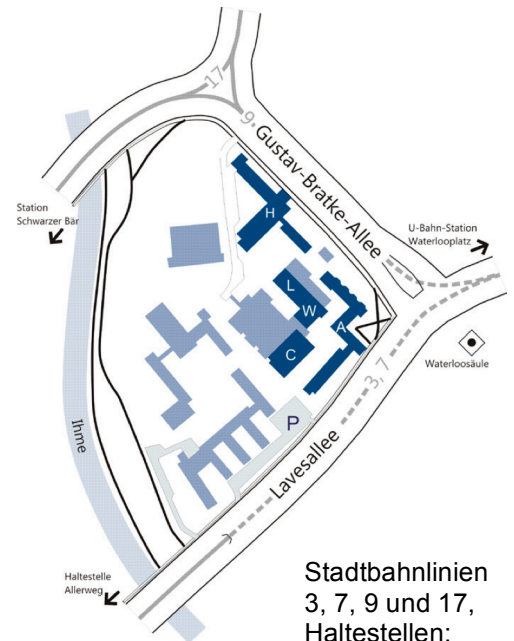 17
9
Gustav-Bratke-Allee
Station
Schwarzer Bär
U-Bahn-Station
Waterlooplatz
H
L
W
A
C
3, 7
Waterloosäule
P
Ihme
Lavesallee
Haltestelle
Allerweg
Stadtbahnlinien
3, 7, 9 und 17,
Haltestellen: